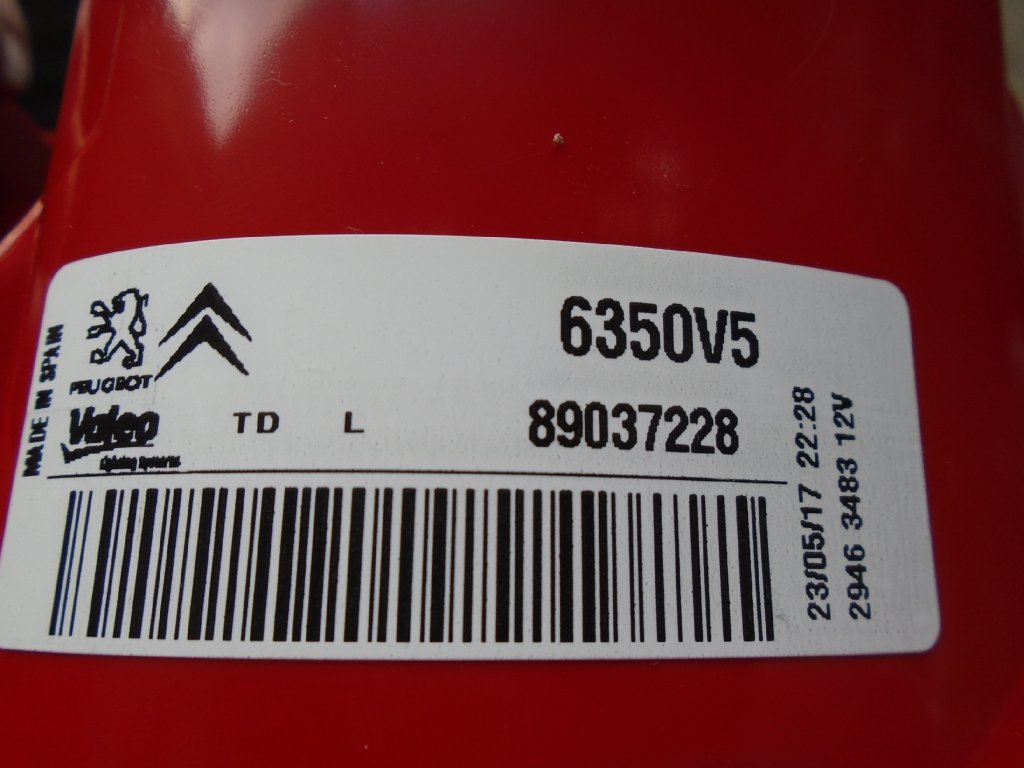 MADE IN SPAIN
PEUGEOT
6350V5
Valeo
TD L
89037228
23/05/17 22:28
2946 3483 12V